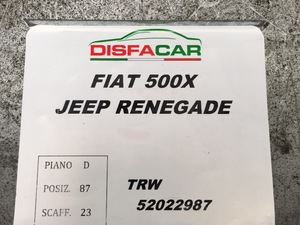 DISFACAR
FIAT 500X
JEEP RENEGADE
PIANO D
POSIZ. 87
SCAFF. 23
TRW
52022987